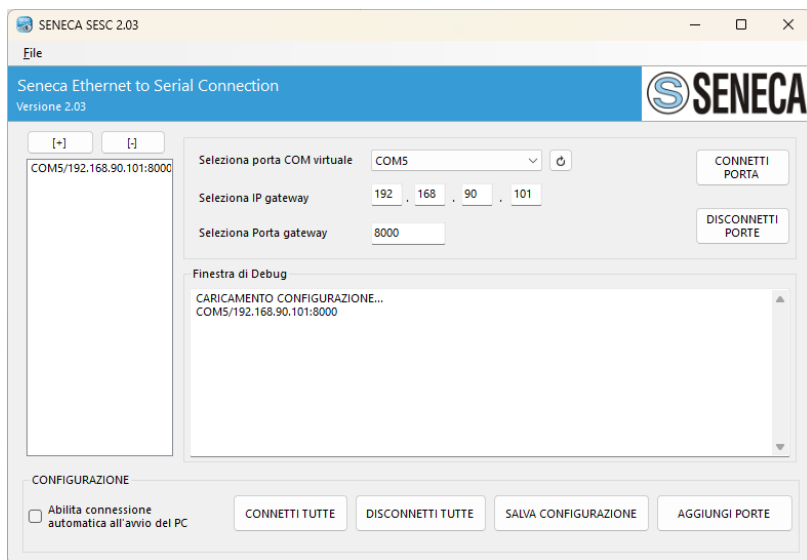 SENECA SESC 2.03
File
Seneca Ethernet to Serial Connection
Versione 2.03
SENECA
[+]
[-]
COM5/192.168.90.101:8000
Seleziona porta COM virtuale
COM5
CONNETTI
PORTA
Seleziona IP gateway
192 . 168 . 90 . 101
Seleziona Porta gateway
8000
DISCONNETTI
PORTE
Finestra di Debug
CARICAMENTO CONFIGURAZIONE...
COM5/192.168.90.101:8000
CONFIGURAZIONE
Abilita connessione
automatica all'avvio del PC
CONNETTI TUTTE
DISCONNETTI TUTTE
SALVA CONFIGURAZIONE
AGGIUNGI PORTE